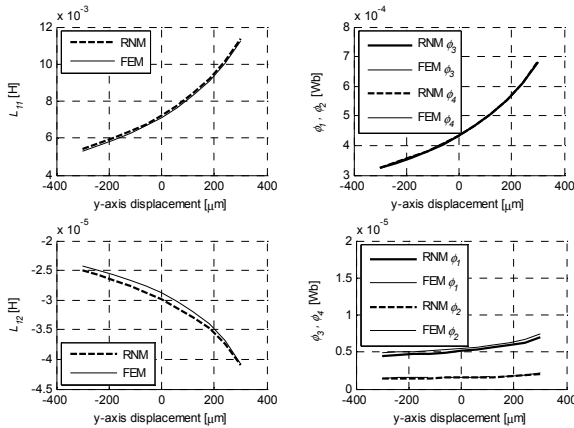 x 10⁻³
12
10
8
6
4
L₁₁ [H]
RNM
FEM
-400 -200 0 200 400
y-axis displacement [μm]
x 10⁻⁴
8
7
6
5
4
3
ϕ₁ , ϕ₂ [Wb]
RNM ϕ₃
FEM ϕ₃
RNM ϕ₄
FEM ϕ₄
-400 -200 0 200 400
y-axis displacement [μm]
x 10⁻⁵
-2
-2.5
-3
-3.5
-4
-4.5
L₁₂ [H]
RNM
FEM
-400 -200 0 200 400
y-axis displacement [μm]
x 10⁻⁵
2
1.5
1
0.5
0
ϕ₃ , ϕ₄ [Wb]
RNM ϕ₁
FEM ϕ₁
RNM ϕ₂
FEM ϕ₂
-400 -200 0 200 400
y-axis displacement [μm]